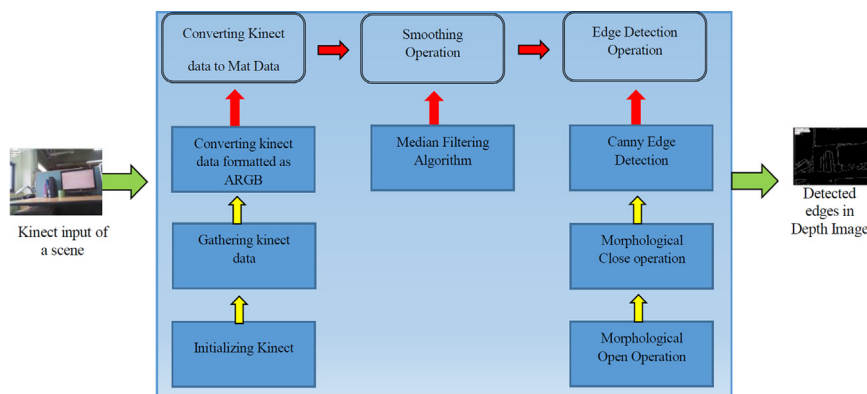 Converting Kinect
data to Mat Data
Smoothing
Operation
Edge Detection
Operation
Converting kinect
data formatted as
ARGB
Median Filtering
Algorithm
Canny Edge
Detection
Kinect input of
a scene
Detected
edges in
Depth Image
Gathering kinect
data
Morphological
Close operation
Initializing Kinect
Morphological
Open Operation